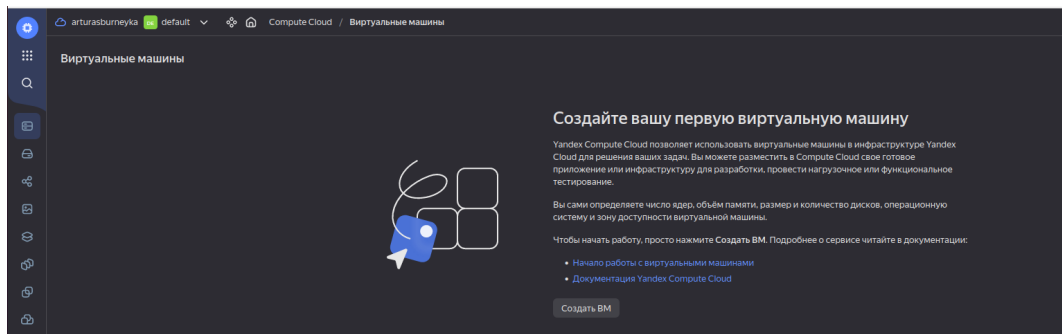 arturasburneyka DE default Compute Cloud / Виртуальные машины
Виртуальные машины
Создайте вашу первую виртуальную машину
Yandex Compute Cloud позволяет использовать виртуальные машины в инфраструктуре Yandex
Cloud для решения ваших задач. Вы можете разместить в Compute Cloud свое готовое
приложение или инфраструктуру для разработки, провести нагрузочное или функциональное
тестирование.
Вы сами определяете число ядер, объём памяти, размер и количество дисков, операционную
систему и зону доступности виртуальной машины.
Чтобы начать работу, просто нажмите Создать ВМ. Подробнее о сервисе читайте в документации:
• Начало работы с виртуальными машинами
• Документация Yandex Compute Cloud
Создать ВМ